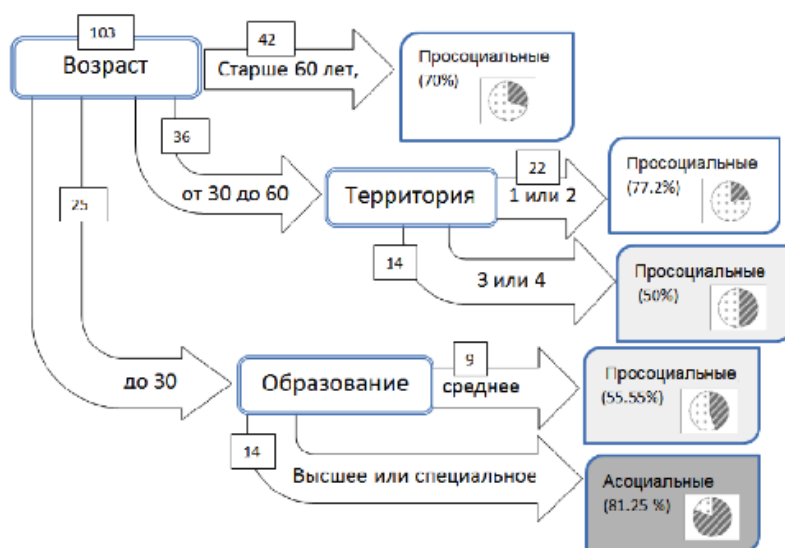 103
Возраст
42
Старше 60 лет,
Просоциальные
(70%)
36
от 30 до 60
Территория
22
1 или 2
Просоциальные
(77.2%)
25
14
3 или 4
Просоциальные
(50%)
до 30
Образование
9
среднее
Просоциальные
(55.55%)
14
Высшее или специальное
Асоциальные
(81.25 %)